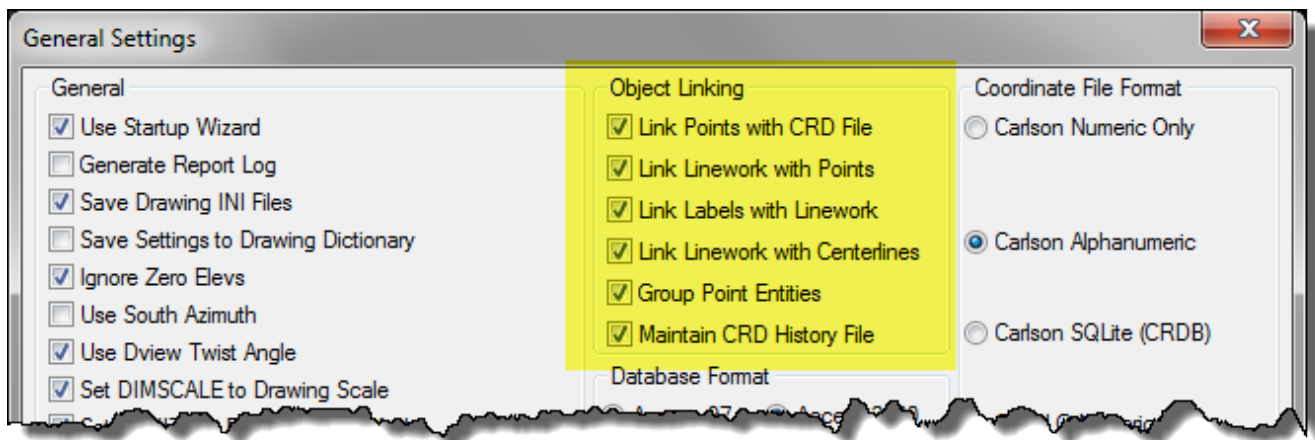 General Settings
General
Use Startup Wizard
Generate Report Log
Save Drawing INI Files
Save Settings to Drawing Dictionary
Ignore Zero Elevs
Use South Azimuth
Use Dview Twist Angle
Set DIMSCALE to Drawing Scale
Object Linking
Link Points with CRD File
Link Linework with Points
Link Labels with Linework
Link Linework with Centerlines
Group Point Entities
Maintain CRD History File
Database Format
Coordinate File Format
Carlson Numeric Only
Carlson Alphanumeric
Carlson SQLite (CRDB)